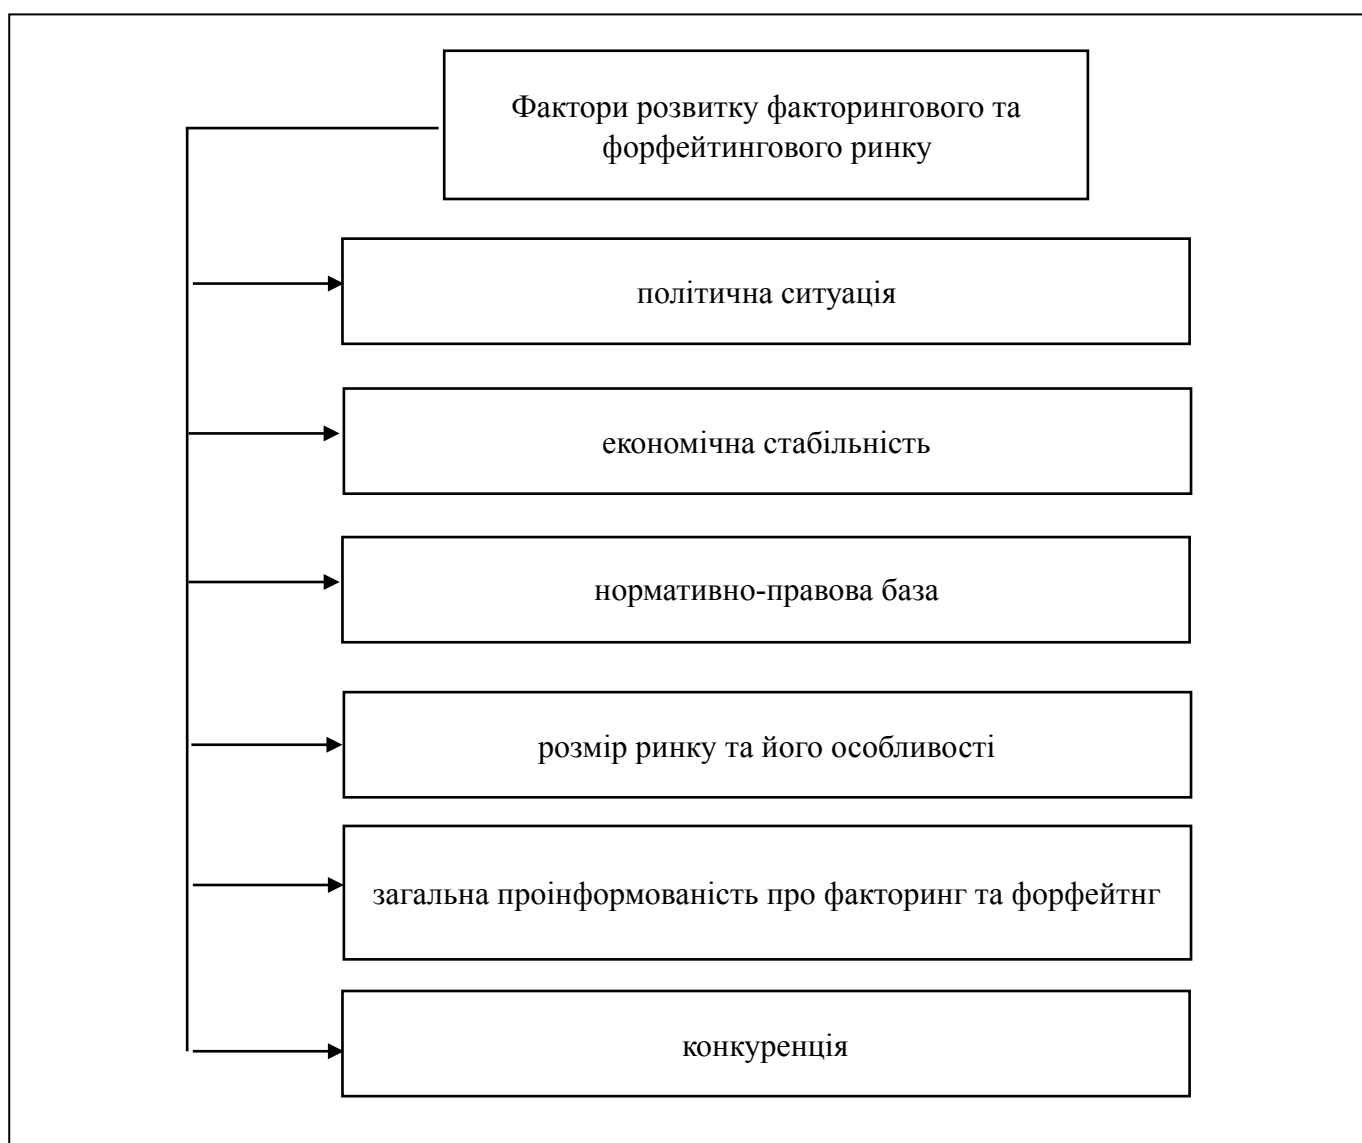 Фактори розвитку факторингового та
форфейтингового ринку
політична ситуація
економічна стабільність
нормативно-правова база
розмір ринку та його особливості
загальна проінформованість про факторинг та форфейтнг
конкуренція